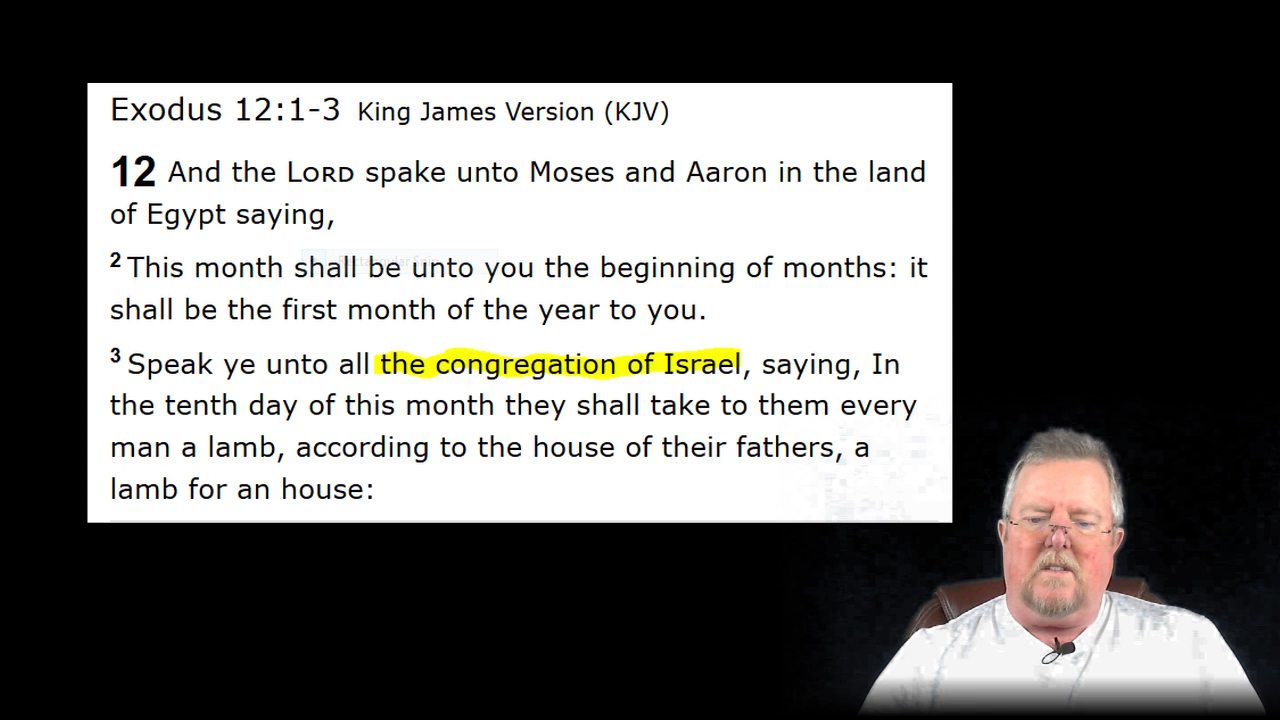 Exodus 12:1-3 King James Version (KJV)
12 And the LORD spake unto Moses and Aaron in the land
of Egypt saying,
2 This month shall be unto you the beginning of months: it
shall be the first month of the year to you.
3 Speak ye unto all the congregation of Israel, saying, In
the tenth day of this month they shall take to them every
man a lamb, according to the house of their fathers, a
lamb for an house: